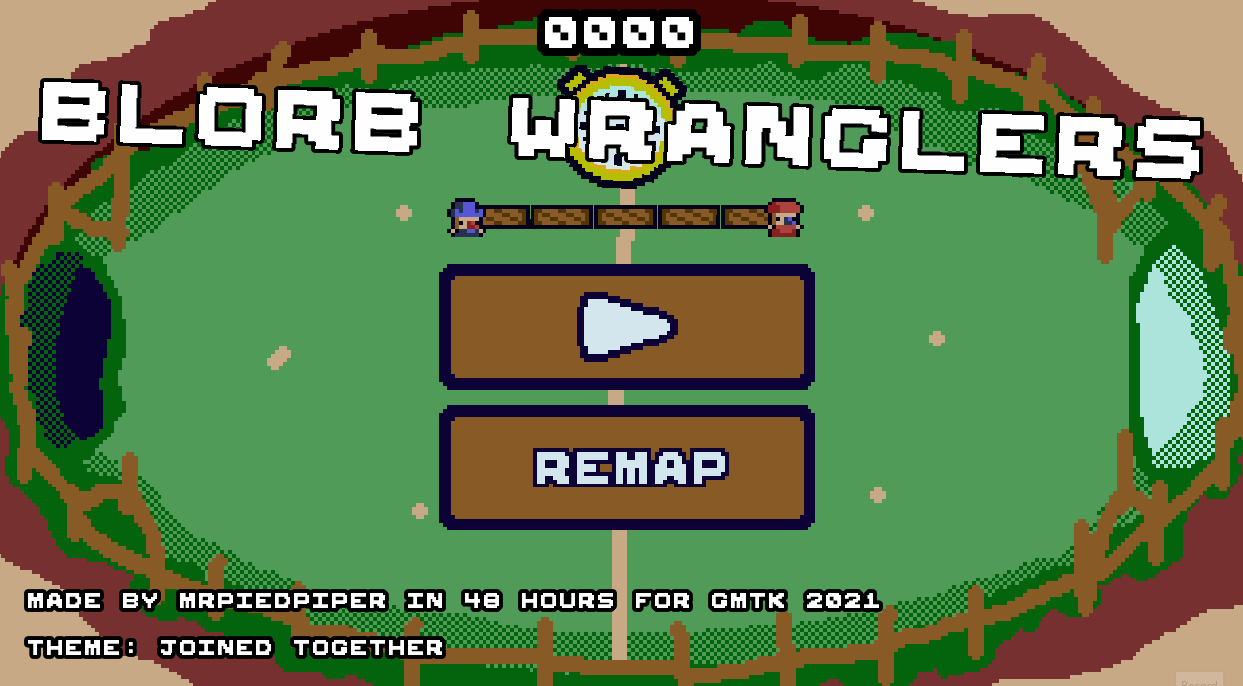 0000
BLORB WRANGLERS
REMAP
MADE BY MRPIEDPIPER IN 48 HOURS FOR GMTK 2021
THEME: JOINED TOGETHER